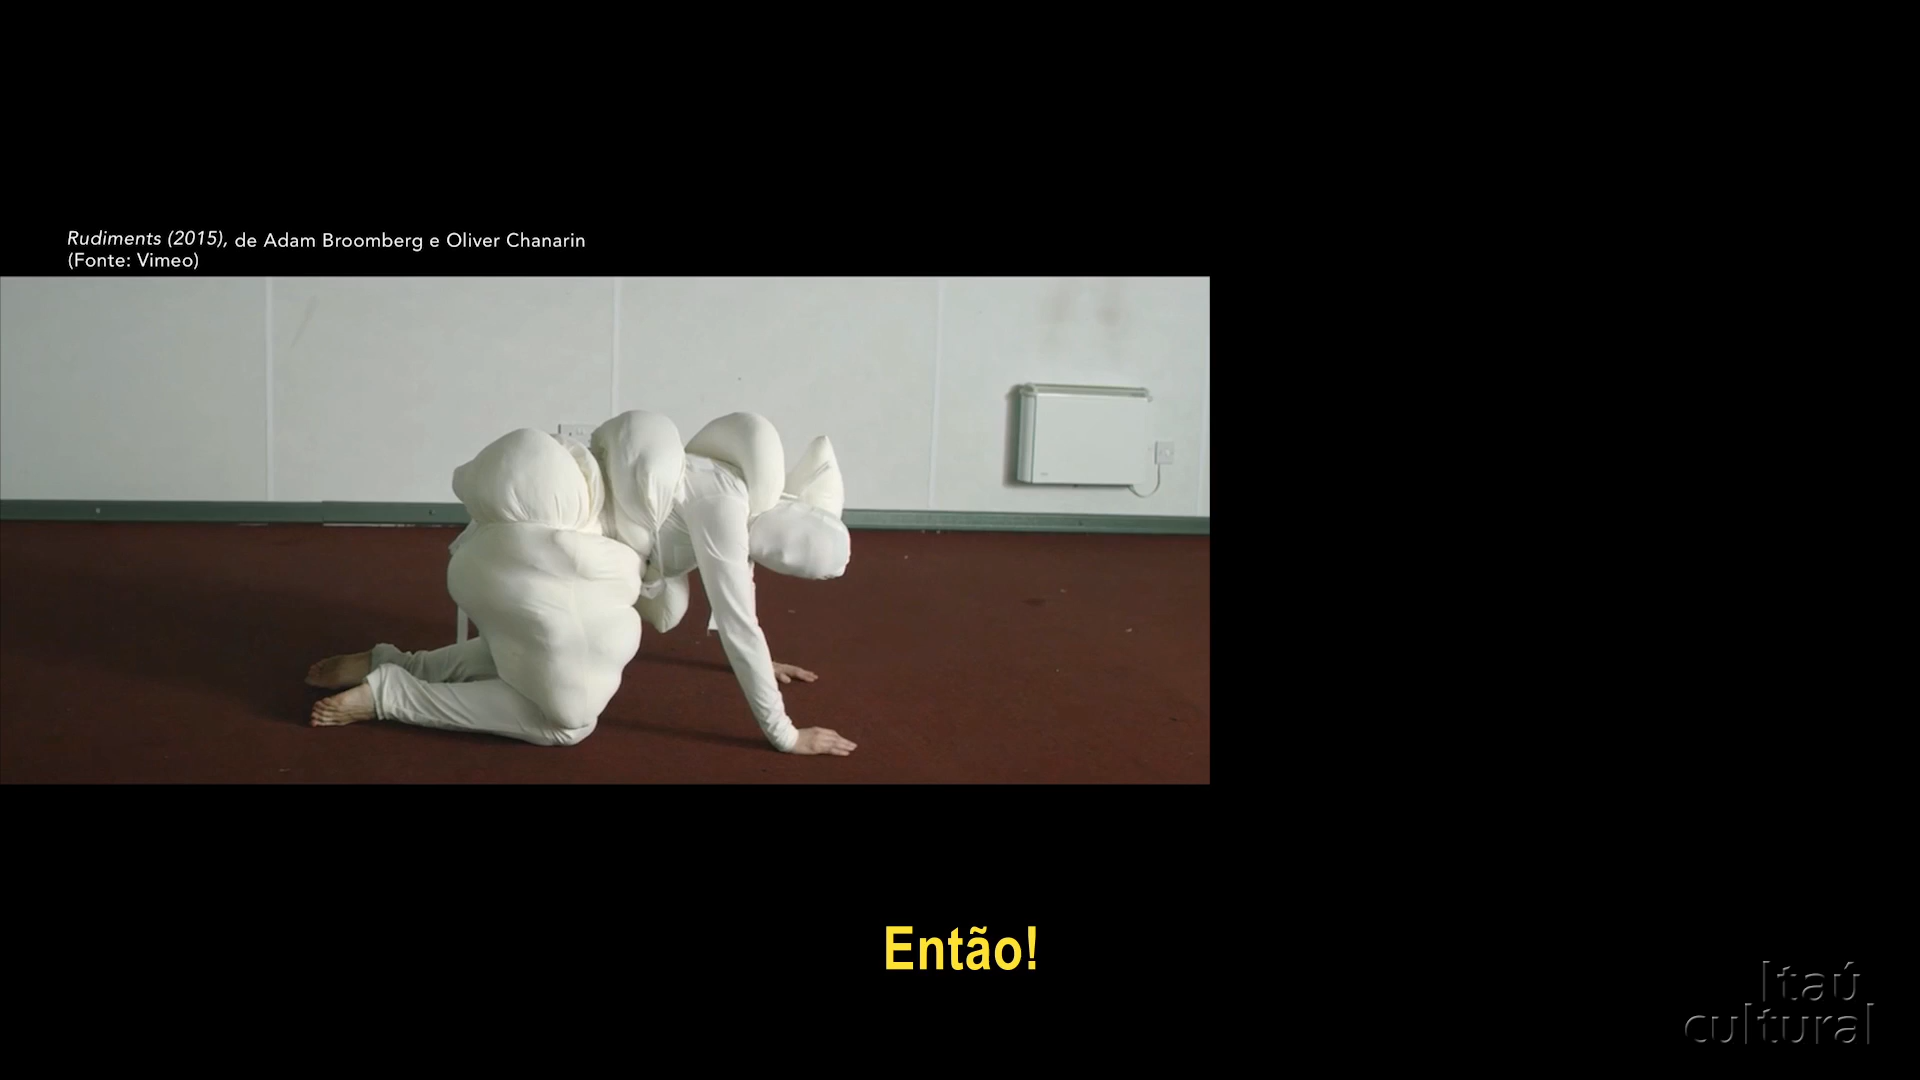 Rudiments (2015), de Adam Broomberg e Oliver Chanarin
(Fonte: Vimeo)
Então!
Itaú
cultural